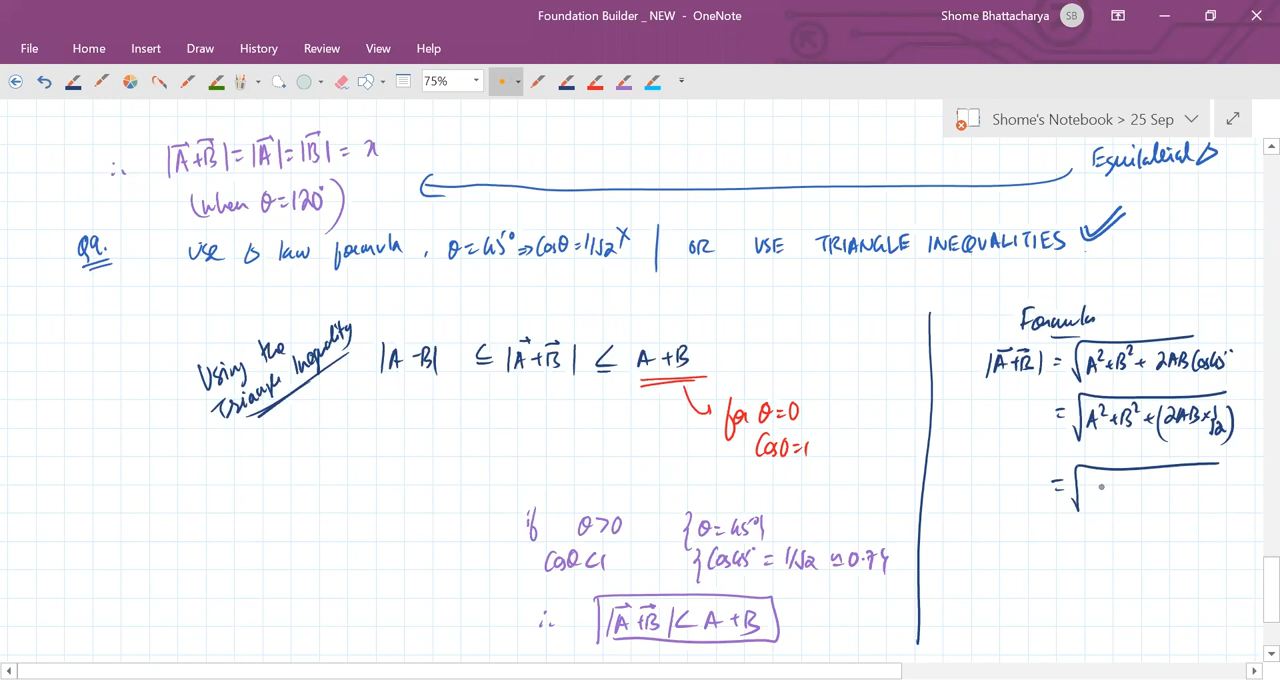 Foundation Builder _ NEW - OneNote
Shome Bhattacharya SB
File Home Insert Draw History Review View Help
75%
Shome's Notebook > 25 Sep
Equilateral Δ
∴ |A⃗+B⃗| = |A⃗| = |B⃗| = x
(when θ=120°)
Q9. Use Δ law formula, θ=45° ⇒ cosθ=1/√2 x | OR USE TRIANGLE INEQUALITIES ✓
Using the
Triangle Inequality
|A-B| ≤ |A⃗+B⃗| ≤ A+B
for θ=0
Cosθ=1
if θ>0 {θ=45°}
Cosθ<1 {Cos45° = 1/√2 ≃ 0.74
∴ |A⃗+B⃗| < A+B
Formula
|A⃗+B⃗| = √A²+B²+2ABCos45°
= √A²+B²+(2AB×1/√2)
= √